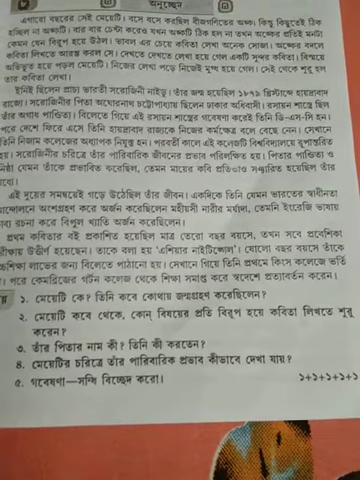 অনুচ্ছেদ
এগারো বছরের সেই মেয়েটি। বসে বসে করছিল বীজগণিতের অঙ্ক। কিন্তু কিছুতেই ঠিক
হচ্ছিল না অঙ্কটি। বার বার চেষ্টা করেও যখন অঙ্কটি ঠিক হল না তখন অঙ্কের প্রতিই মনটা
কেমন যেন বিরূপ হয়ে উঠল। ভাবল এর চেয়ে কবিতা লেখা অনেক সোজা। অঙ্কের বদলে
কবিতা লিখতে আরম্ভ করল সে। দেখতে দেখতে লেখা হয়ে গেল একটি সুন্দর কবিতা। বিস্ময়ে
অভিভূত হয়ে পড়ল মেয়েটি। নিজের লেখা পড়ে নিজেই মুগ্ধ হয়ে গেল। সেই থেকে শুরু হল
তার কবিতা লেখা।
ইনিই ছিলেন প্রাচ্য ভারতী সরোজিনী নাইডু। তাঁর জন্ম হয়েছিল ১৮৭৯ খ্রিস্টাব্দে হায়দ্রাবাদ
রাজ্যে। সরোজিনীর পিতা অঘোরনাথ চট্টোপাধ্যায় ছিলেন ঢাকার অধিবাসী। রসায়ন শাস্ত্রে ছিল
তাঁর অগাধ পাণ্ডিত্য। বিলেতে গিয়ে এই রসায়ন শাস্ত্রের গবেষণা করেই তিনি ডি-এস-সি হন।
পরে দেশে ফিরে এসে তিনি হায়দ্রাবাদ রাজ্যকে নিজের কর্মক্ষেত্র বলে বেছে নেন। সেখানে
তিনি নিজাম কলেজের অধ্যাপক নিযুক্ত হন। পরবর্তী কালে এই কলেজটি বিশ্ববিদ্যালয়ে রূপান্তরিত
হয়। সরোজিনীর চরিত্রে তাঁর পারিবারিক জীবনের প্রভাব পরিলক্ষিত হয়। পিতার পাণ্ডিত্য ও
নিষ্ঠা যেমন তাঁকে প্রভাবিত করেছিল, তেমন মায়ের কবি প্রতিভাও সঞ্চারিত হয়েছিল তাঁর
মধ্যে।
এই দুয়ের সমন্বয়েই গড়ে উঠেছিল তাঁর জীবন। একদিকে তিনি যেমন ভারতের স্বাধীনতা
আন্দোলনে অংশগ্রহণ করে অর্জন করেছিলেন মহীয়সী নারীর মর্যাদা, তেমনি ইংরেজি ভাষায়
কাব্য রচনা করে বিপুল খ্যাতি অর্জন করেছিলেন।
প্রথম কবিতার বই প্রকাশিত হয়েছিল মাত্র তেরো বছর বয়সে, তখন সবে প্রবেশিকা
পরীক্ষায় উত্তীর্ণ হয়েছেন। তাকে বলা হয় 'এশিয়ার নাইটিঙ্গেল'। ষোলো বছর বয়সে তাঁকে
উচ্চশিক্ষা লাভের জন্য বিলেতে পাঠানো হয়। সেখানে গিয়ে তিনি প্রথমে কিংস কলেজে ভর্তি
হন। পরে কেমব্রিজের গর্টন কলেজ থেকে শিক্ষা সমাপ্ত করে স্বদেশে প্রত্যাবর্তন করেন।
১. মেয়েটি কে? তিনি কবে কোথায় জন্মগ্রহণ করেছিলেন?
২. মেয়েটি কবে থেকে, কোন্ বিষয়ের প্রতি বিরূপ হয়ে কবিতা লিখতে শুরু
করেন?
৩. তাঁর পিতার নাম কী? তিনি কী করতেন?
৪. মেয়েটির চরিত্রে তাঁর পারিবারিক প্রভাব কীভাবে দেখা যায়?
৫. গবেষণা—সন্ধি বিচ্ছেদ করো। ১+১+১+১+১